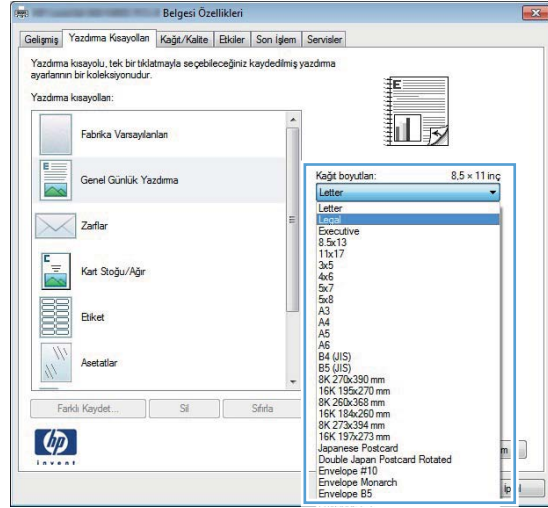 Belgesi Özellikleri
Gelişmiş Yazdırma Kısayolları Kağıt/Kalite Etkiler Son İşlem Servisler
Yazdırma kısayolu, tek bir tıklatmayla seçebileceğiniz kaydedilmiş yazdırma
ayarlarının bir koleksiyonudur.
Yazdırma kısayolları:
Fabrika Varsayılanları
Genel Günlük Yazdırma
Zarflar
Kart Stoğu/Ağır
Etiket
Asetatlar
Farklı Kaydet... Sil Sıfırla
hp
invent
Kağıt boyutları: 8,5 × 11 inç
Letter
Letter
Legal
Executive
8.5x13
11x17
3x5
4x6
5x7
5x8
A3
A4
A5
A6
B4 (JIS)
B5 (JIS)
8K 270x390 mm
16K 195x270 mm
8K 260x368 mm
16K 184x260 mm
8K 273x394 mm
16K 197x273 mm
Japanese Postcard
Double Japan Postcard Rotated
Envelope #10
Envelope Monarch
Envelope B5